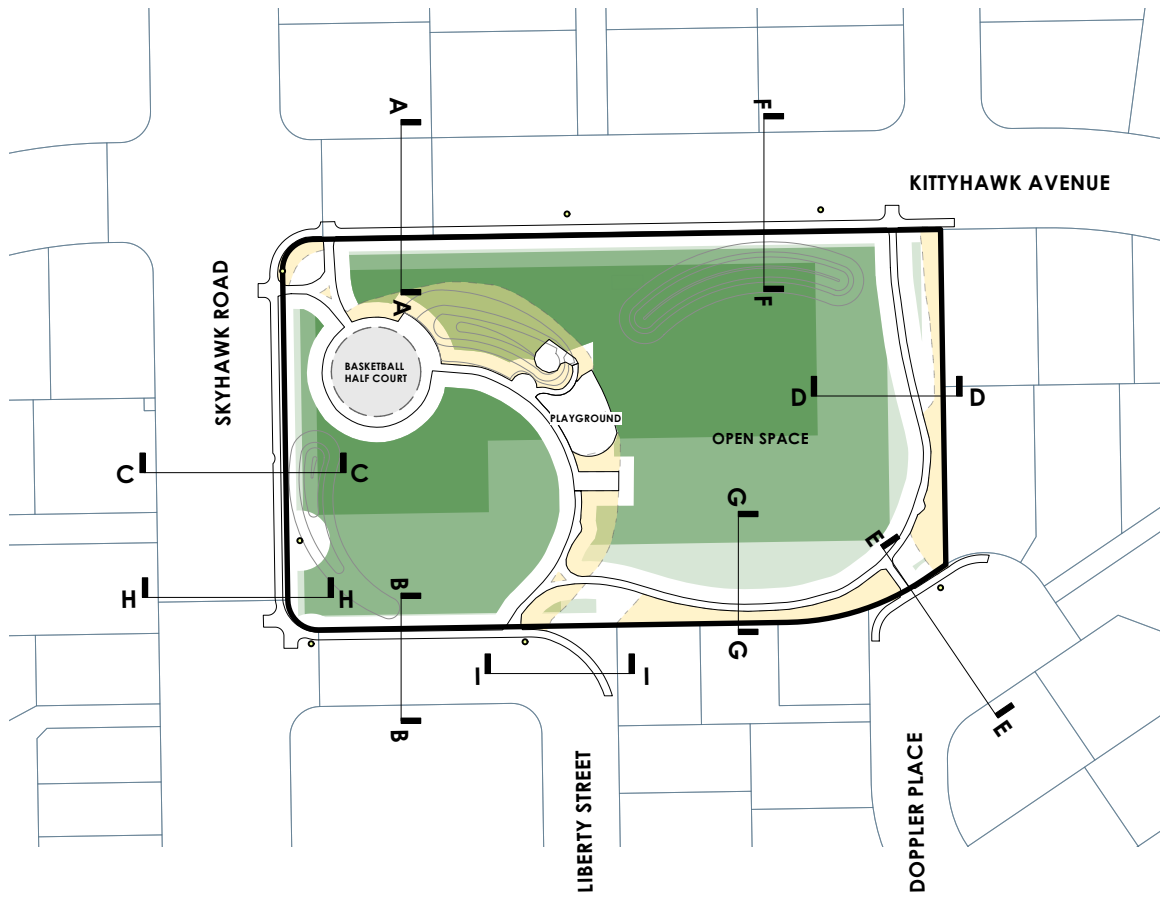 A
F
KITTYHAWK AVENUE
SKYHAWK ROAD
A
F
BASKETBALL
HALF COURT
PLAYGROUND
D
D
OPEN SPACE
C
C
G
E
H
H
B
G
I
I
B
E
LIBERTY STREET
DOPPLER PLACE